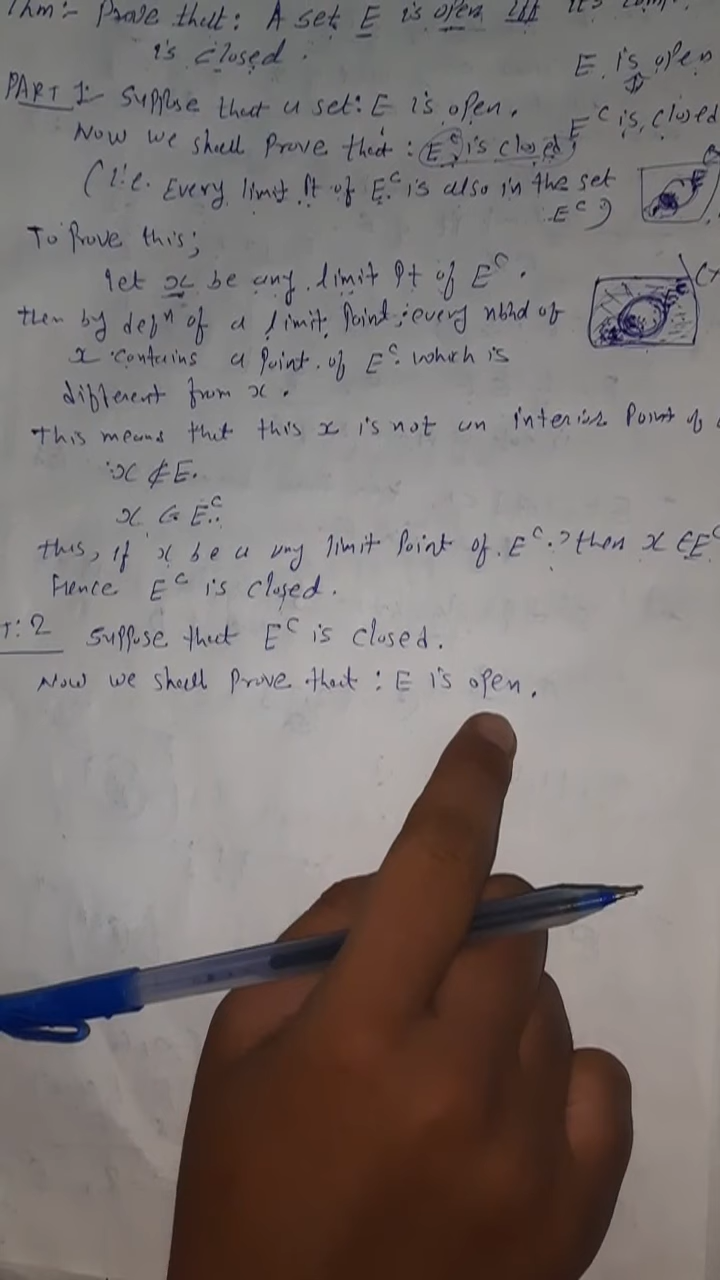 Thm:- Prove that: A set E is open iff its
is closed.
E is open
⇕
E^c is closed
PART 1:- Suppose that a set: E is open.
Now we shall prove that: E^c is closed,
(i.e. Every limit Pt of E^c is also in the set
E^c)
To Prove this;
let x be any limit Pt of E^c.
then by defn of a limit Point; every nbhd of
x contains a Point of E^c which is
different from x.
This means that this x is not an interior Point of
x ∉ E.
x ∈ E^c.
this, if x be a any limit Point of E^c, then x ∈ E^c
Hence E^c is closed.
T: 2 Suppose that E^c is closed.
Now we shall Prove that: E is open.